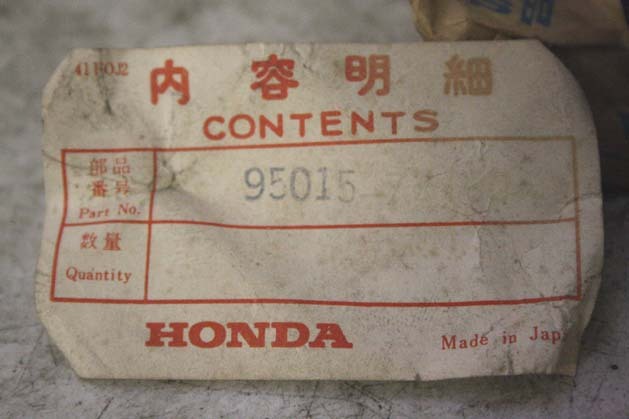 内容明細
CONTENTS
部品番号
Part No.
95015
数量
Quantity
HONDA
Made in Jap